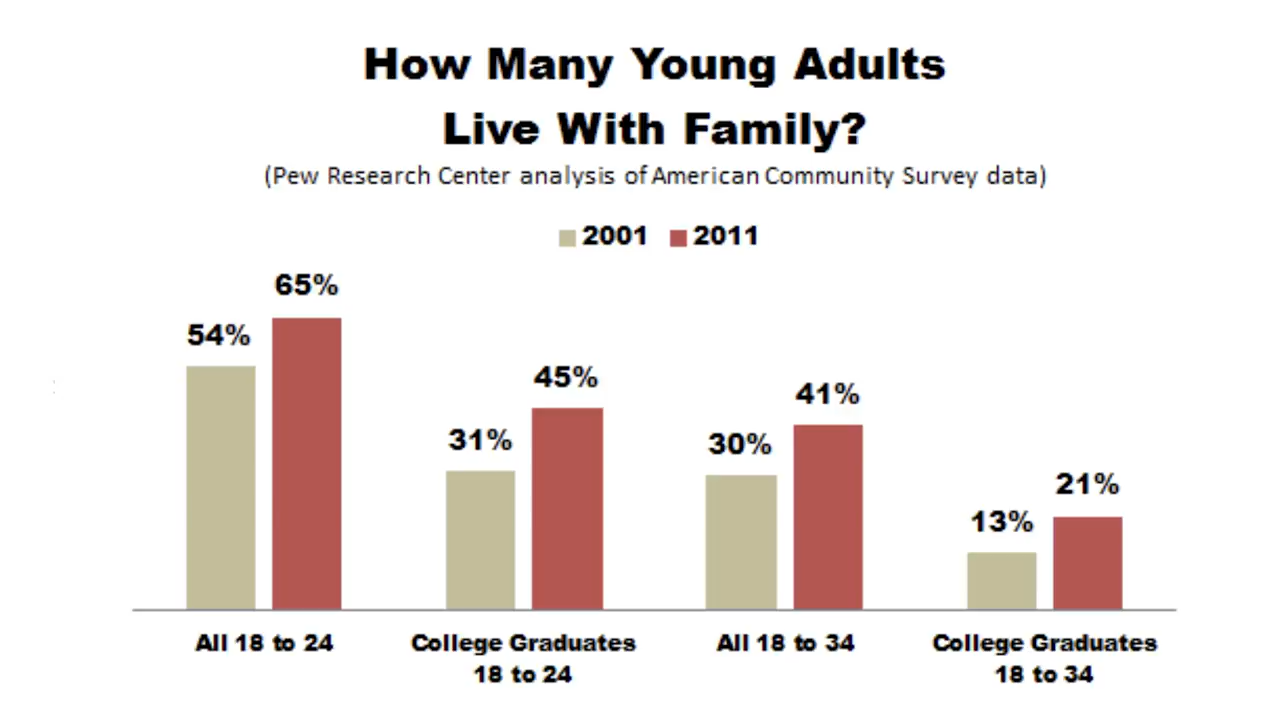 How Many Young Adults
Live With Family?
(Pew Research Center analysis of American Community Survey data)
2001 2011
65%
54%
45%
41%
31%
30%
21%
13%
All 18 to 24
College Graduates
18 to 24
All 18 to 34
College Graduates
18 to 34